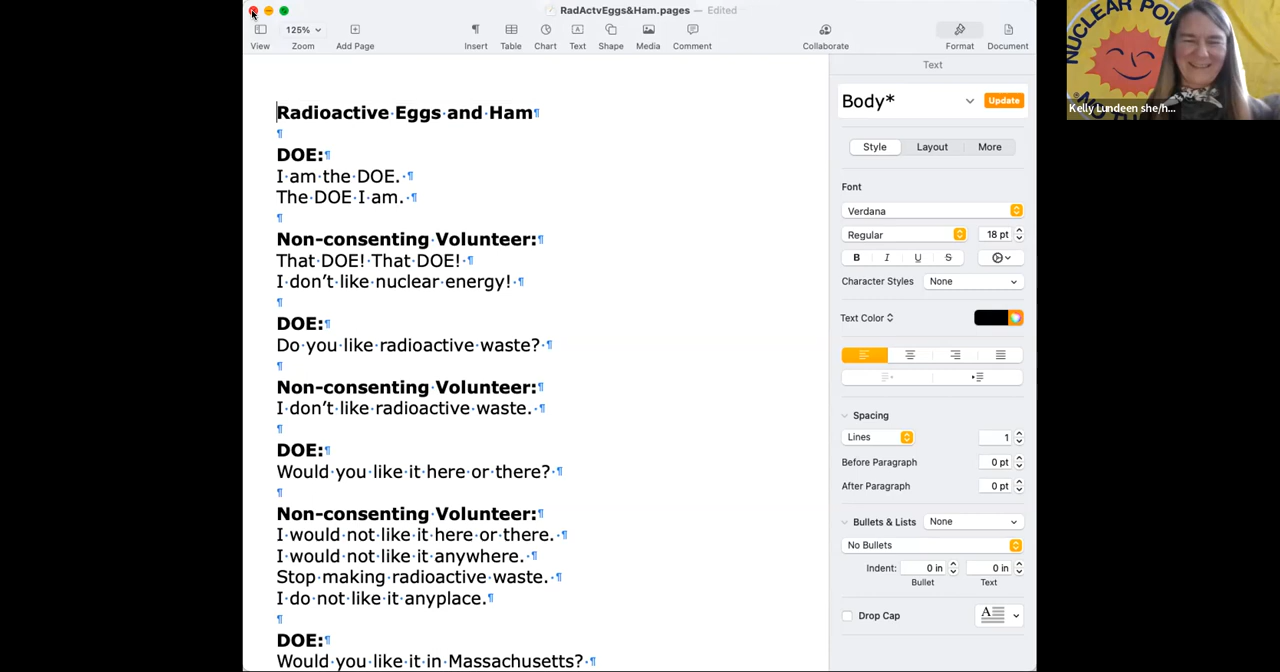 RadActvEggs&Ham.pages — Edited
125%
View
Zoom
Add Page
Insert
Table
Chart
Text
Shape
Media
Comment
Collaborate
Format
Document
Radioactive Eggs and Ham
DOE:
I am the DOE.
The DOE I am.
Non-consenting Volunteer:
That DOE! That DOE!
I don't like nuclear energy!
DOE:
Do you like radioactive waste?
Non-consenting Volunteer:
I don't like radioactive waste.
DOE:
Would you like it here or there?
Non-consenting Volunteer:
I would not like it here or there.
I would not like it anywhere.
Stop making radioactive waste.
I do not like it anyplace.
DOE:
Would you like it in Massachusetts?
Text
Body*
Update
Style
Layout
More
Font
Verdana
Regular
18 pt
B I U S
Character Styles
None
Text Color
Spacing
Lines
1
Before Paragraph
0 pt
After Paragraph
0 pt
Bullets & Lists
None
No Bullets
Indent:
0 in
0 in
Bullet
Text
Drop Cap
A
NUCLEAR POW
Kelly Lundeen she/h...